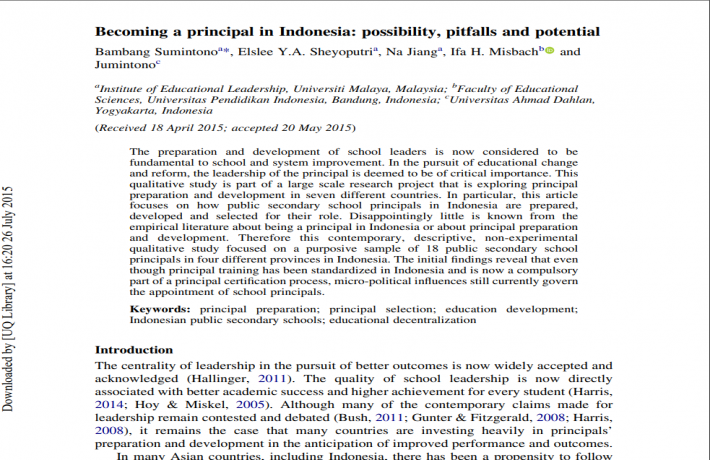 Becoming a principal in Indonesia: possibility, pitfalls and potential
Bambang Sumintonoa*, Elslee Y.A. Sheyoputria, Na Jianga, Ifa H. Misbachb and
Jumintonoc
aInstitute of Educational Leadership, Universiti Malaya, Malaysia; bFaculty of Educational
Sciences, Universitas Pendidikan Indonesia, Bandung, Indonesia; cUniversitas Ahmad Dahlan,
Yogyakarta, Indonesia
(Received 18 April 2015; accepted 20 May 2015)
The preparation and development of school leaders is now considered to be
fundamental to school and system improvement. In the pursuit of educational change
and reform, the leadership of the principal is deemed to be of critical importance. This
qualitative study is part of a large scale research project that is exploring principal
preparation and development in seven different countries. In particular, this article
focuses on how public secondary school principals in Indonesia are prepared,
developed and selected for their role. Disappointingly little is known from the
empirical literature about being a principal in Indonesia or about principal preparation
and development. Therefore this contemporary, descriptive, non-experimental
qualitative study focused on a purposive sample of 18 public secondary school
principals in four different provinces in Indonesia. The initial findings reveal that even
though principal training has been standardized in Indonesia and is now a compulsory
part of a principal certification process, micro-political influences still currently govern
the appointment of school principals.
Keywords: principal preparation; principal selection; education development;
Indonesian public secondary schools; educational decentralization
Introduction
The centrality of leadership in the pursuit of better outcomes is now widely accepted and
acknowledged (Hallinger, 2011). The quality of school leadership is now directly
associated with better academic success and higher achievement for every student (Harris,
2014; Hoy & Miskel, 2005). Although many of the contemporary claims made for
leadership remain contested and debated (Bush, 2011; Gunter & Fitzgerald, 2008; Harris,
2008), it remains the case that many countries are investing heavily in principals'
preparation and development in the anticipation of improved performance and outcomes.
In many Asian countries, including Indonesia, there has been a propensity to follow
Downloaded by [UQ Library] at 16:20 26 July 2015